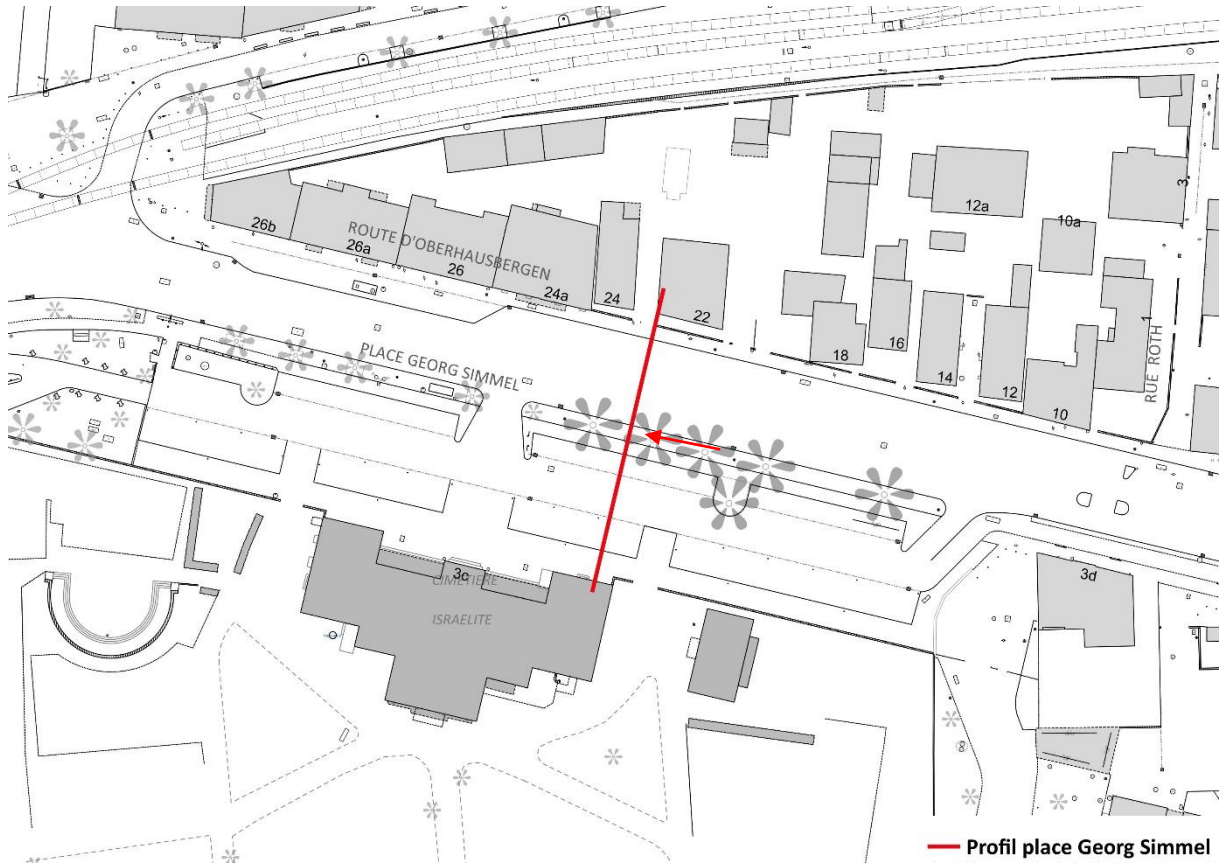 3
12a
10a
26b
ROUTE D'OBERHAUSBERGEN
26a
26
24a
24
22
1
18
16
14
12
10
RUE ROTH
PLACE GEORG SIMMEL
3c
CIMETIERE
ISRAELITE
3d
Profil place Georg Simmel